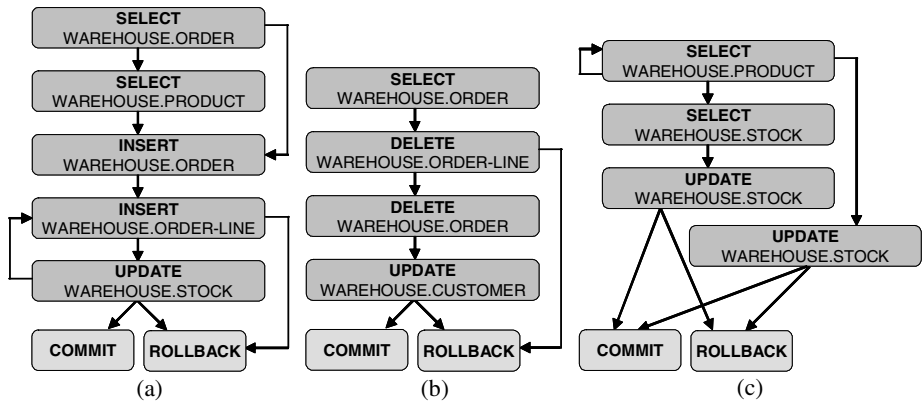 SELECT
WAREHOUSE.ORDER
SELECT
WAREHOUSE.PRODUCT
INSERT
WAREHOUSE.ORDER
INSERT
WAREHOUSE.ORDER-LINE
UPDATE
WAREHOUSE.STOCK
COMMIT
ROLLBACK
(a)
SELECT
WAREHOUSE.ORDER
DELETE
WAREHOUSE.ORDER-LINE
DELETE
WAREHOUSE.ORDER
UPDATE
WAREHOUSE.CUSTOMER
COMMIT
ROLLBACK
(b)
SELECT
WAREHOUSE.PRODUCT
SELECT
WAREHOUSE.STOCK
UPDATE
WAREHOUSE.STOCK
UPDATE
WAREHOUSE.STOCK
COMMIT
ROLLBACK
(c)